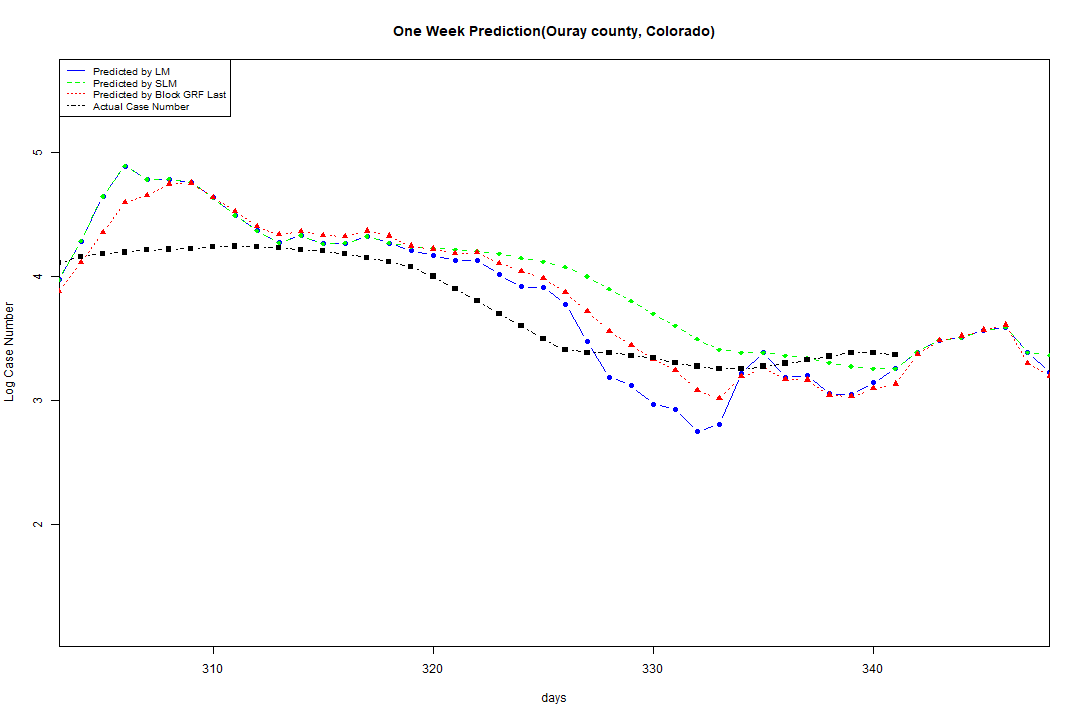 One Week Prediction(Ouray county, Colorado)
Predicted by LM
Predicted by SLM
Predicted by Block GRF Last
Actual Case Number
5
4
3
2
Log Case Number
310 320 330 340
days